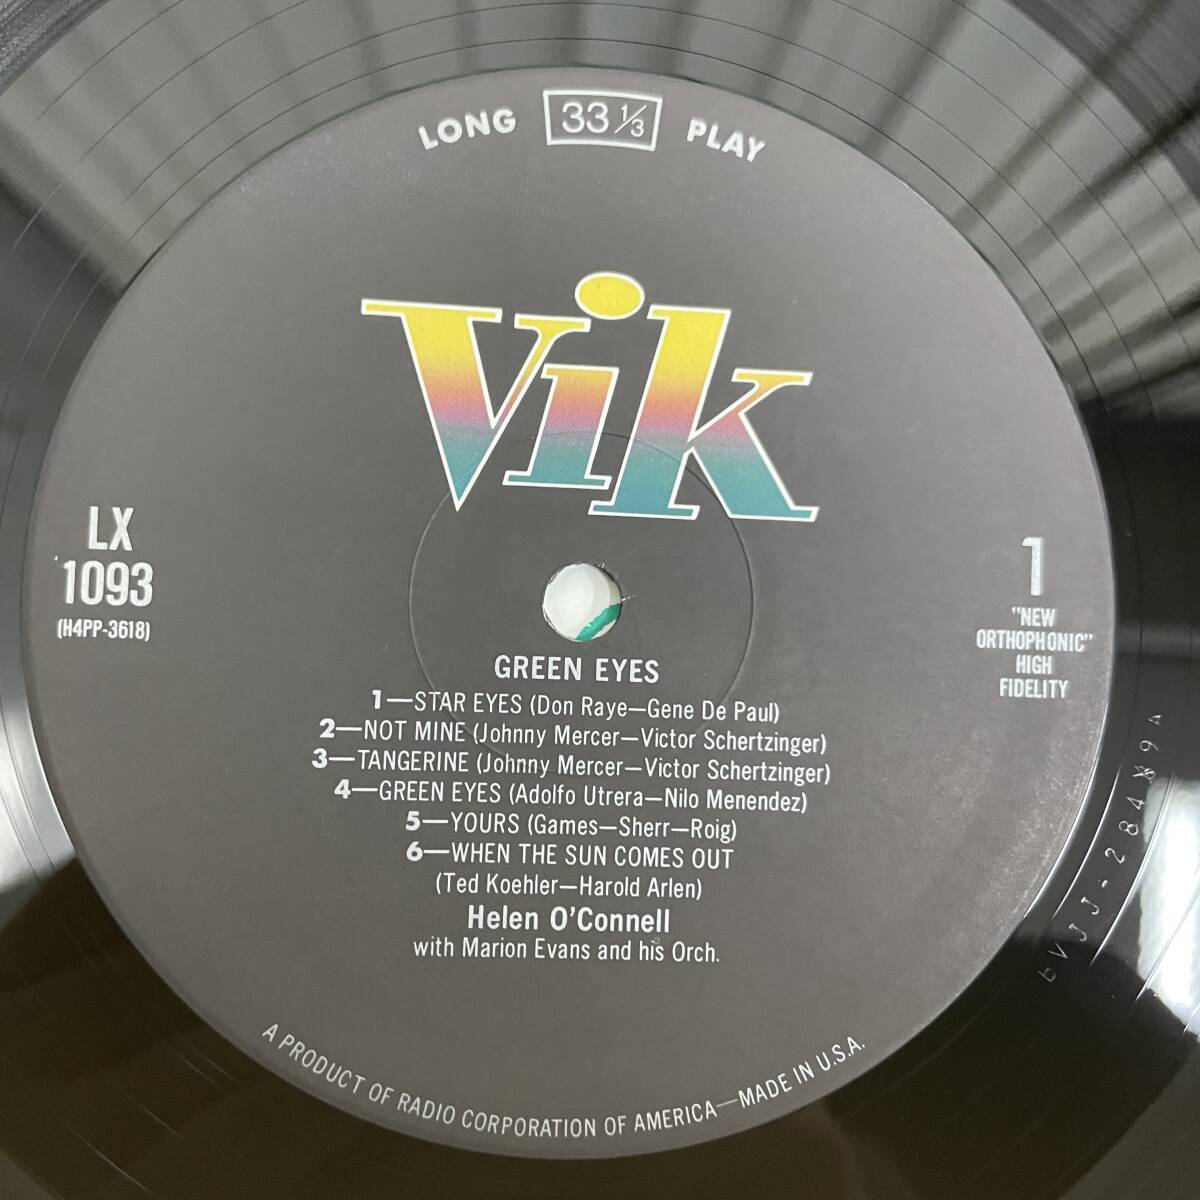 LONG 33 1/3 PLAY
Vik
LX
1093
(H4PP-3618)
1
"NEW
ORTHOPHONIC"
HIGH
FIDELITY
GREEN EYES
1—STAR EYES (Don Raye—Gene De Paul)
2—NOT MINE (Johnny Mercer—Victor Schertzinger)
3—TANGERINE (Johnny Mercer—Victor Schertzinger)
4—GREEN EYES (Adolfo Utrera—Nilo Menendez)
5—YOURS (Games—Sherr—Roig)
6—WHEN THE SUN COMES OUT
(Ted Koehler—Harold Arlen)
Helen O'Connell
with Marion Evans and his Orch.
A PRODUCT OF RADIO CORPORATION OF AMERICA—MADE IN U.S.A.